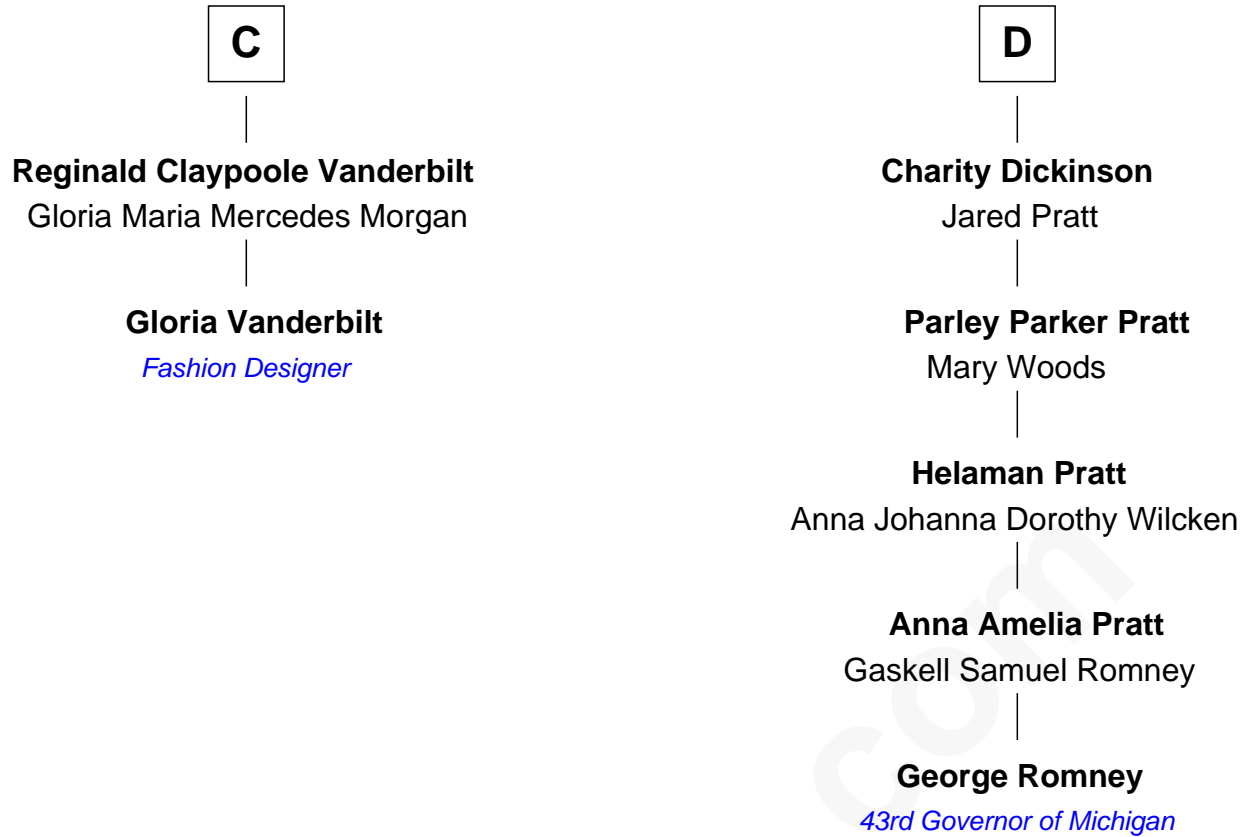 C
Reginald Claypoole Vanderbilt
Gloria Maria Mercedes Morgan
Gloria Vanderbilt
Fashion Designer
D
Charity Dickinson
Jared Pratt
Parley Parker Pratt
Mary Woods
Helaman Pratt
Anna Johanna Dorothy Wilcken
Anna Amelia Pratt
Gaskell Samuel Romney
George Romney
43rd Governor of Michigan
com